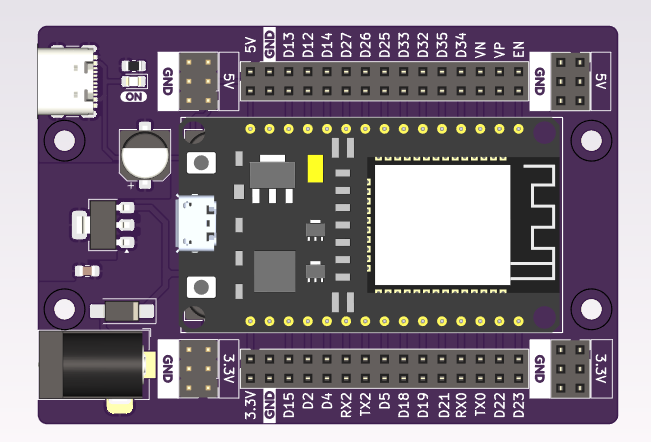 5V
GND
D13
D12
D14
D27
D26
D25
D33
D32
D35
D34
VN
VP
EN
GND
5V
GND
5V
ON
+
GND
3.3V
GND
3.3V
3.3V
GND
D15
D2
D4
RX2
TX2
D5
D18
D19
D21
RX0
TX0
D22
D23